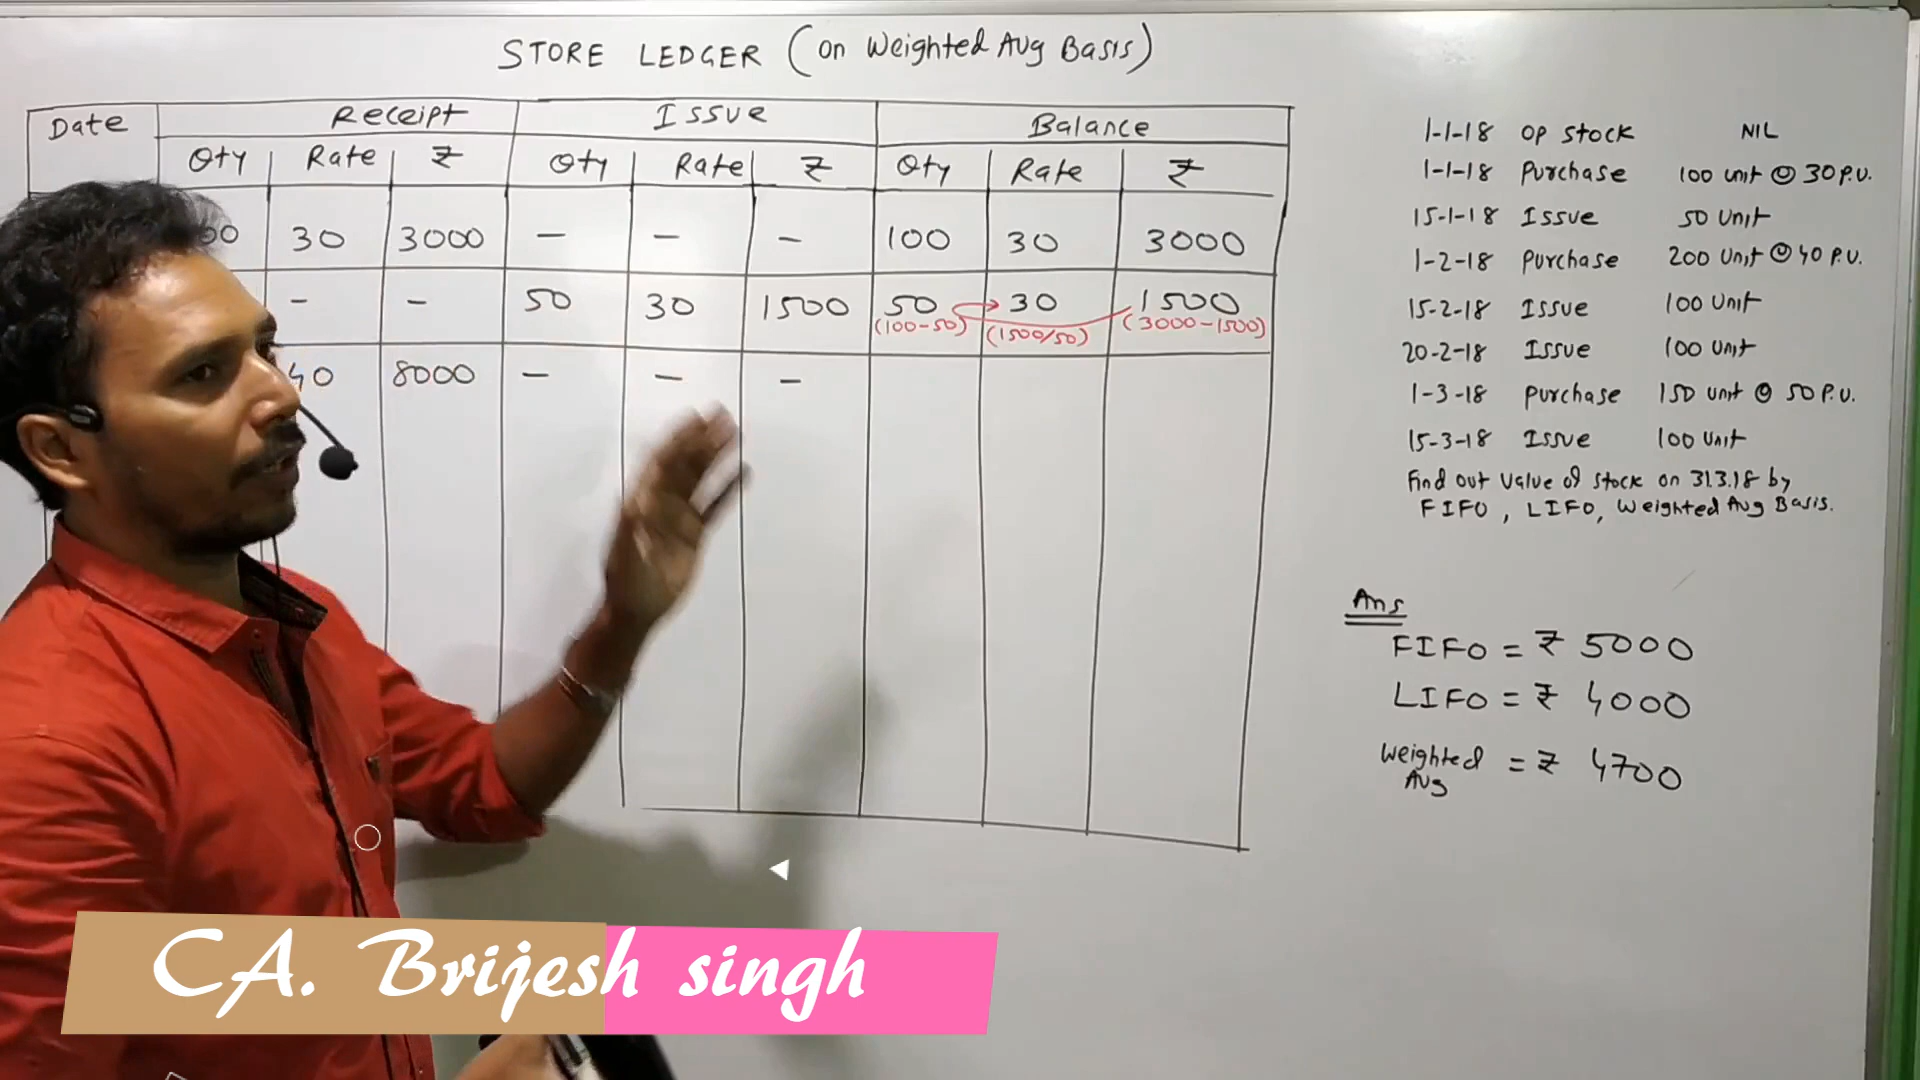 STORE LEDGER (on Weighted Avg Basis)
Date Receipt Issue Balance
Qty Rate ₹ Qty Rate ₹ Qty Rate ₹
00 30 3000 - - - 100 30 3000
- - 50 30 1500 50 30 1500
(100-50) (1500/50) (3000-1500)
40 8000 - - -
1-1-18 OP Stock NIL
1-1-18 Purchase 100 unit @ 30 P.U.
15-1-18 Issue 50 Unit
1-2-18 Purchase 200 Unit @ 40 P.U.
15-2-18 Issue 100 Unit
20-2-18 Issue 100 Unit
1-3-18 Purchase 150 Unit @ 50 P.U.
15-3-18 Issue 100 Unit
Find out Value of Stock on 31.3.18 by
FIFO, LIFO, Weighted Avg Basis.
Ans
FIFO = ₹ 5000
LIFO = ₹ 4000
Weighted Avg = ₹ 4700
CA. Brijesh singh